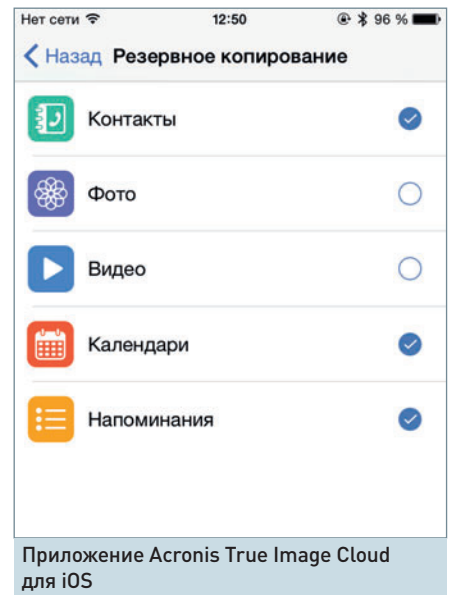 Нет сети 12:50 96 %
Назад Резервное копирование
Контакты
Фото
Видео
Календари
Напоминания
Приложение Acronis True Image Cloud
для iOS